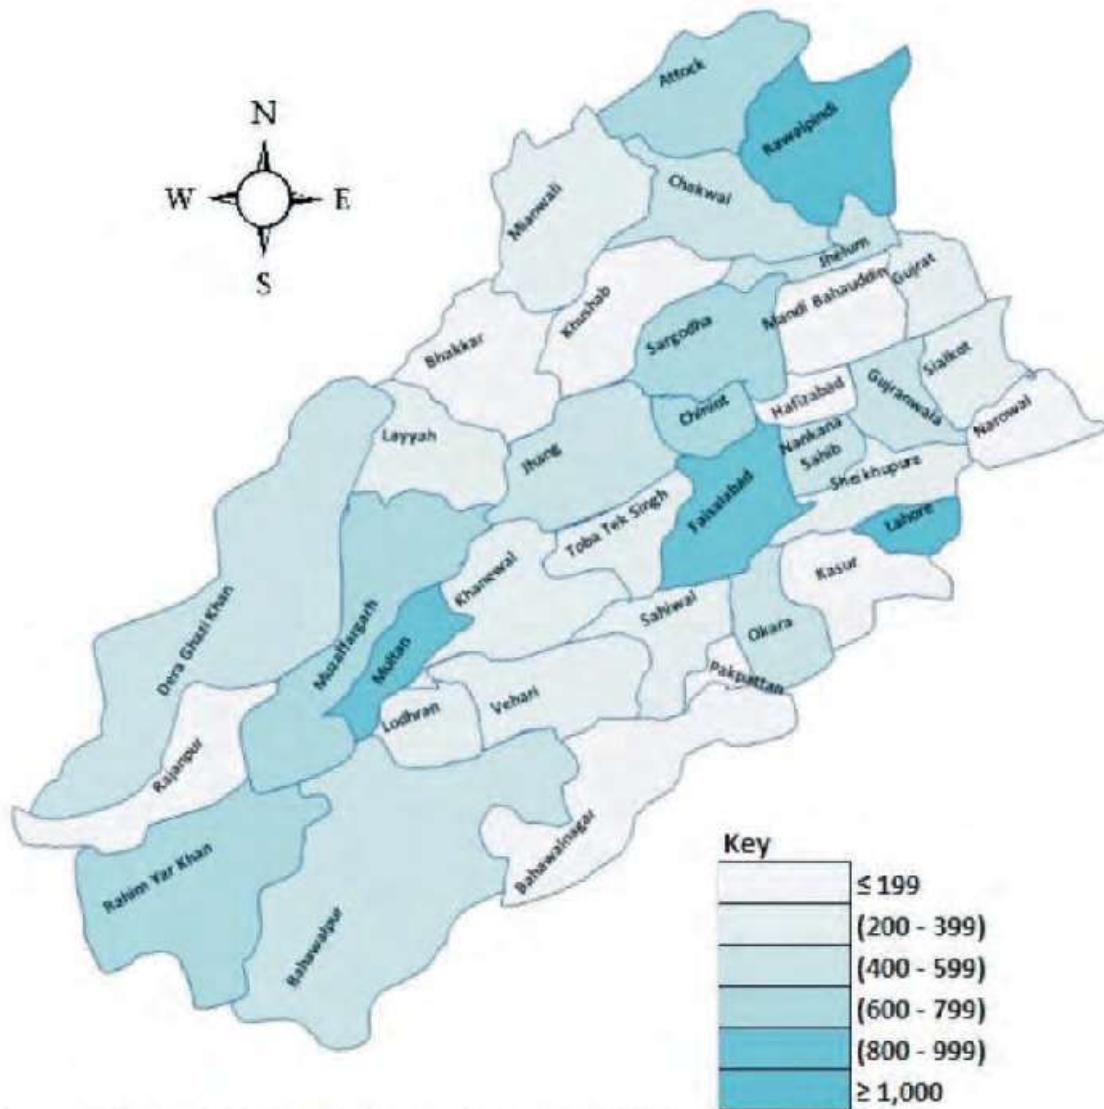 Attock
Rawalpindi
N
W E
S
Chakwal
Mianwali
Jhelum
Gujrat
Mandi Bahauddin
Khushab
Sargodha
Bhakkar
Sialkot
Gujranwala
Hafizabad
Chiniot
Narowal
Layyah
Nankana
Sahib
Jhang
Sheikhupura
Faisalabad
Lahore
Toba Tek Singh
Kasur
Khanewal
Sahiwal
Okara
Dera Ghazi Khan
Muzaffargarh
Multan
Pakpattan
Vehari
Lodhran
Rajanpur
Bahawalnagar
Rahim Yar Khan
Bahawalpur
Key
≤ 199
(200 - 399)
(400 - 599)
(600 - 799)
(800 - 999)
≥ 1,000